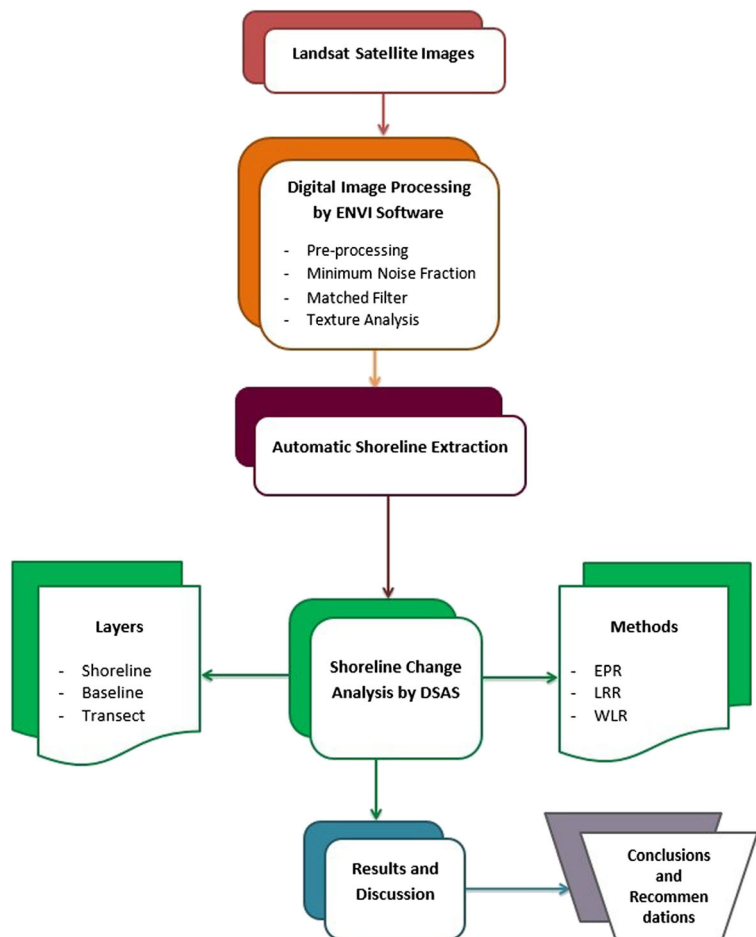 Landsat Satellite Images
Digital Image Processing
by ENVI Software
- Pre-processing
- Minimum Noise Fraction
- Matched Filter
- Texture Analysis
Automatic Shoreline Extraction
Layers
- Shoreline
- Baseline
- Transect
Shoreline Change
Analysis by DSAS
Methods
- EPR
- LRR
- WLR
Results and
Discussion
Conclusions
and
Recommen
dations